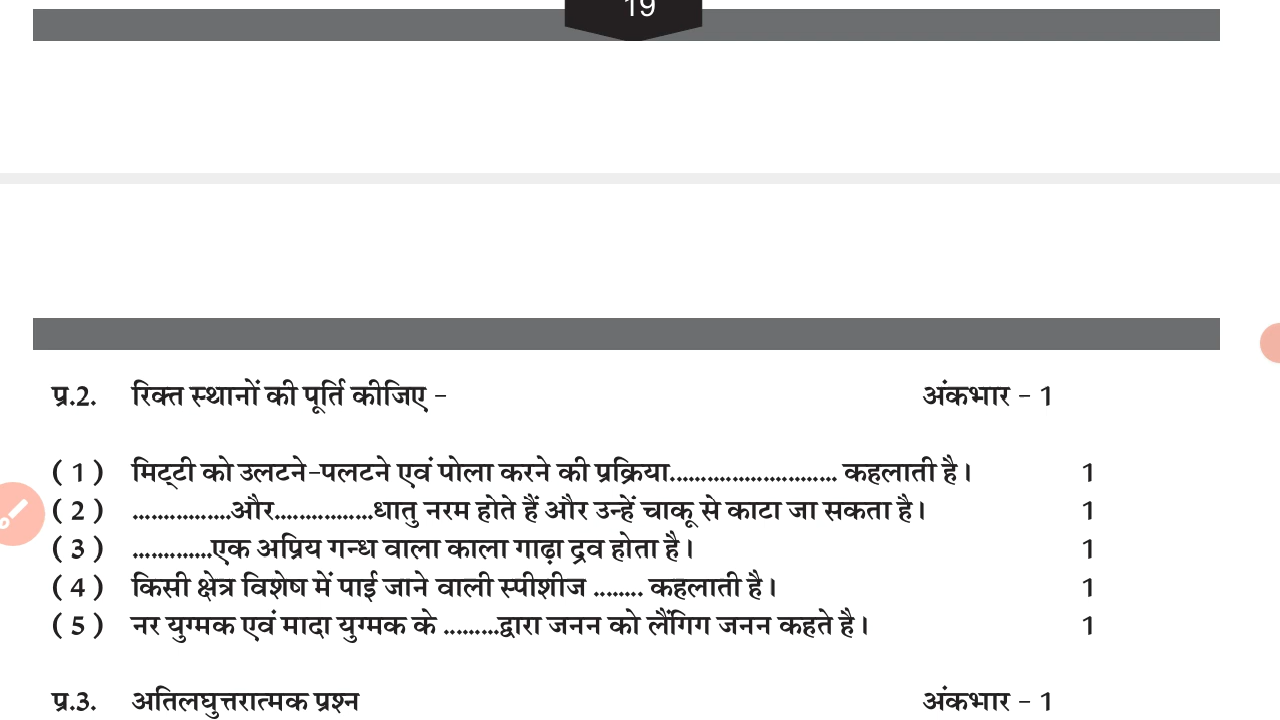 19
प्र.2. रिक्त स्थानों की पूर्ति कीजिए - अंकभार - 1
( 1 ) मिट्टी को उलटने-पलटने एवं पोला करने की प्रक्रिया........................... कहलाती है। 1
( 2 ) ................और................धातु नरम होते हैं और उन्हें चाकू से काटा जा सकता है। 1
( 3 ) .............एक अप्रिय गन्ध वाला काला गाढ़ा द्रव होता है। 1
( 4 ) किसी क्षेत्र विशेष में पाई जाने वाली स्पीशीज ........ कहलाती है। 1
( 5 ) नर युग्मक एवं मादा युग्मक के .........द्वारा जनन को लैंगिग जनन कहते है। 1
प्र.3. अतिलघुत्तरात्मक प्रश्न अंकभार - 1